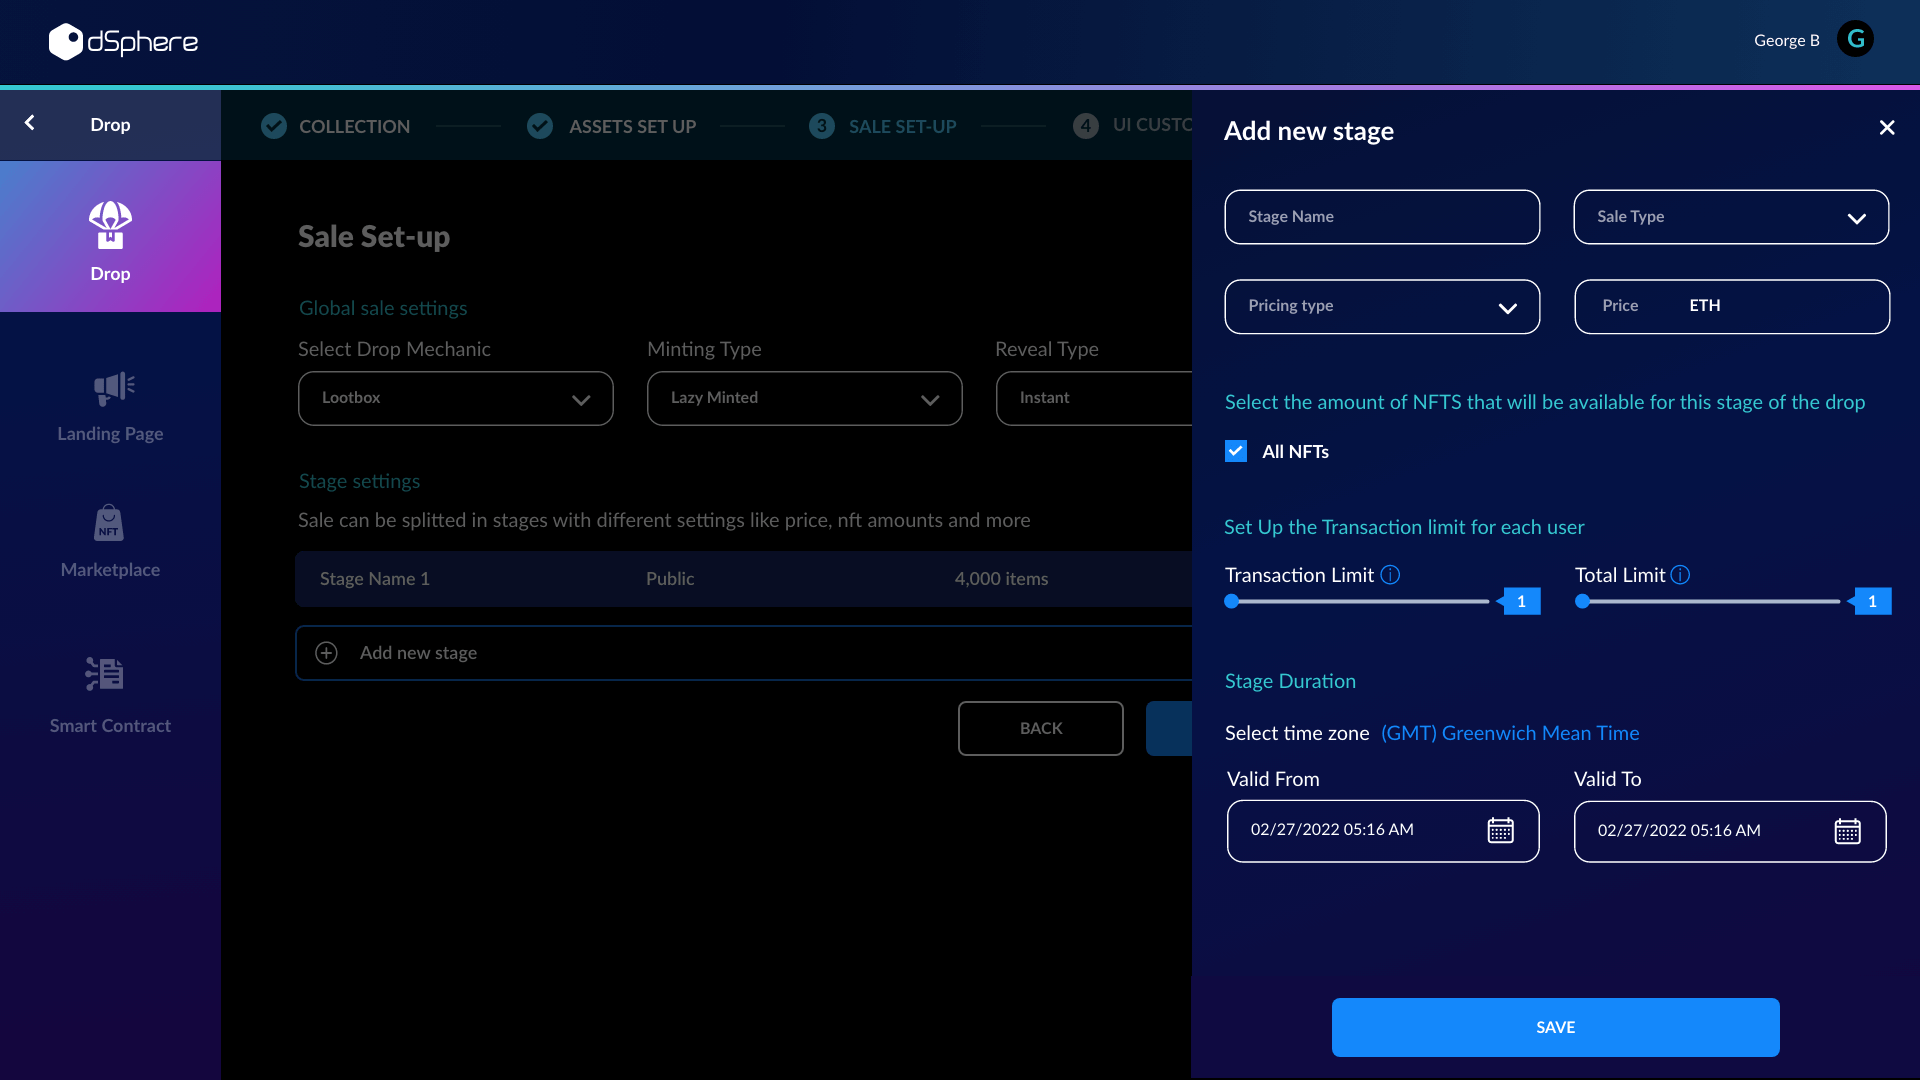 dSphere
George B
G
Drop
COLLECTION
ASSETS SET UP
3
SALE SET-UP
4
UI CUSTO
Drop
Landing Page
NFT
Marketplace
Smart Contract
Sale Set-up
Global sale settings
Select Drop Mechanic
Minting Type
Reveal Type
Lootbox
Lazy Minted
Instant
Stage settings
Sale can be splitted in stages with different settings like price, nft amounts and more
Stage Name 1
Public
4,000 items
Add new stage
BACK
Add new stage
Stage Name
Sale Type
Pricing type
Price
ETH
Select the amount of NFTS that will be available for this stage of the drop
All NFTs
Set Up the Transaction limit for each user
Transaction Limit
1
Total Limit
1
Stage Duration
Select time zone (GMT) Greenwich Mean Time
Valid From
Valid To
02/27/2022 05:16 AM
02/27/2022 05:16 AM
SAVE